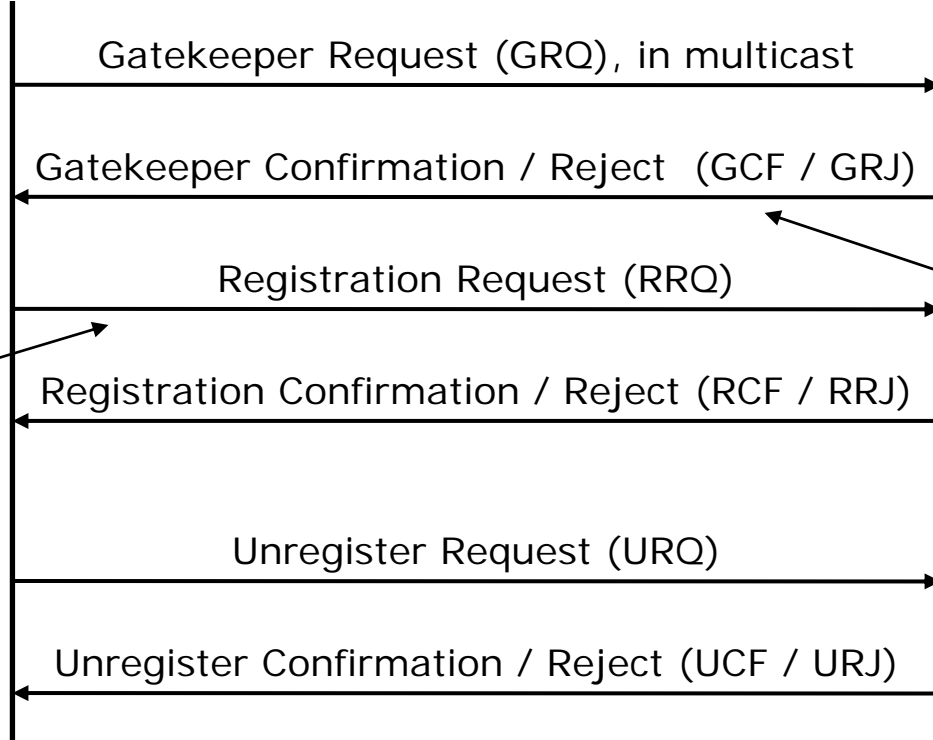 Gatekeeper Request (GRQ), in multicast
Gatekeeper Confirmation / Reject (GCF / GRJ)
Registration Request (RRQ)
Registration Confirmation / Reject (RCF / RRJ)
Unregister Request (URQ)
Unregister Confirmation / Reject (UCF / URJ)